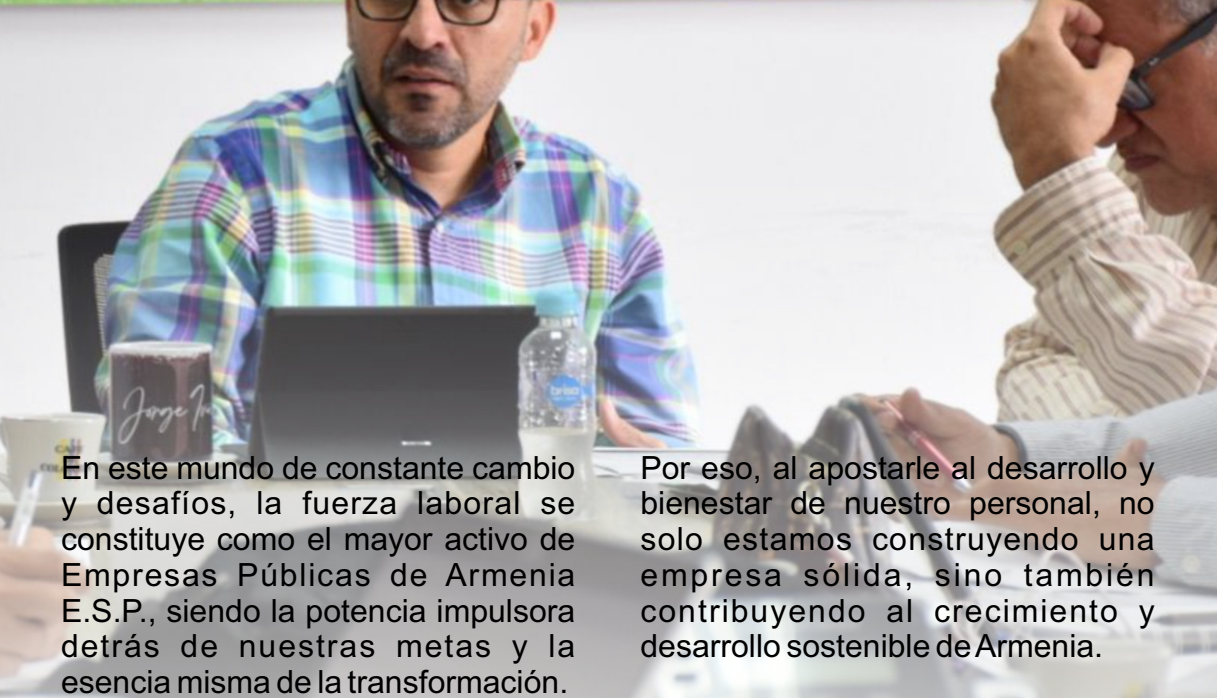 Jorge
briso
En este mundo de constante cambio
y desafíos, la fuerza laboral se
constituye como el mayor activo de
Empresas Públicas de Armenia
E.S.P., siendo la potencia impulsora
detrás de nuestras metas y la
esencia misma de la transformación.
Por eso, al apostarle al desarrollo y
bienestar de nuestro personal, no
solo estamos construyendo una
empresa sólida, sino también
contribuyendo al crecimiento y
desarrollo sostenible de Armenia.